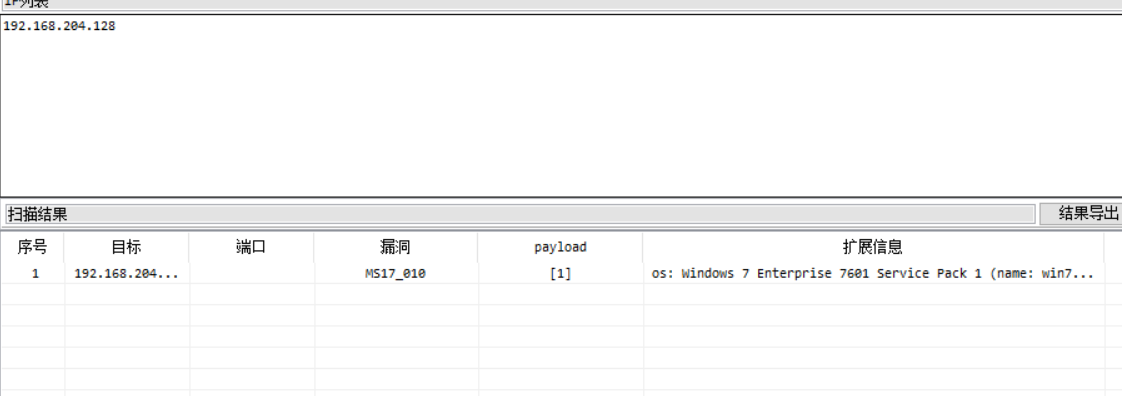 IP列表
192.168.204.128
扫描结果 结果导出
序号 目标 端口 漏洞 payload 扩展信息
1 192.168.204... MS17_010 [1] os: Windows 7 Enterprise 7601 Service Pack 1 (name: win7...